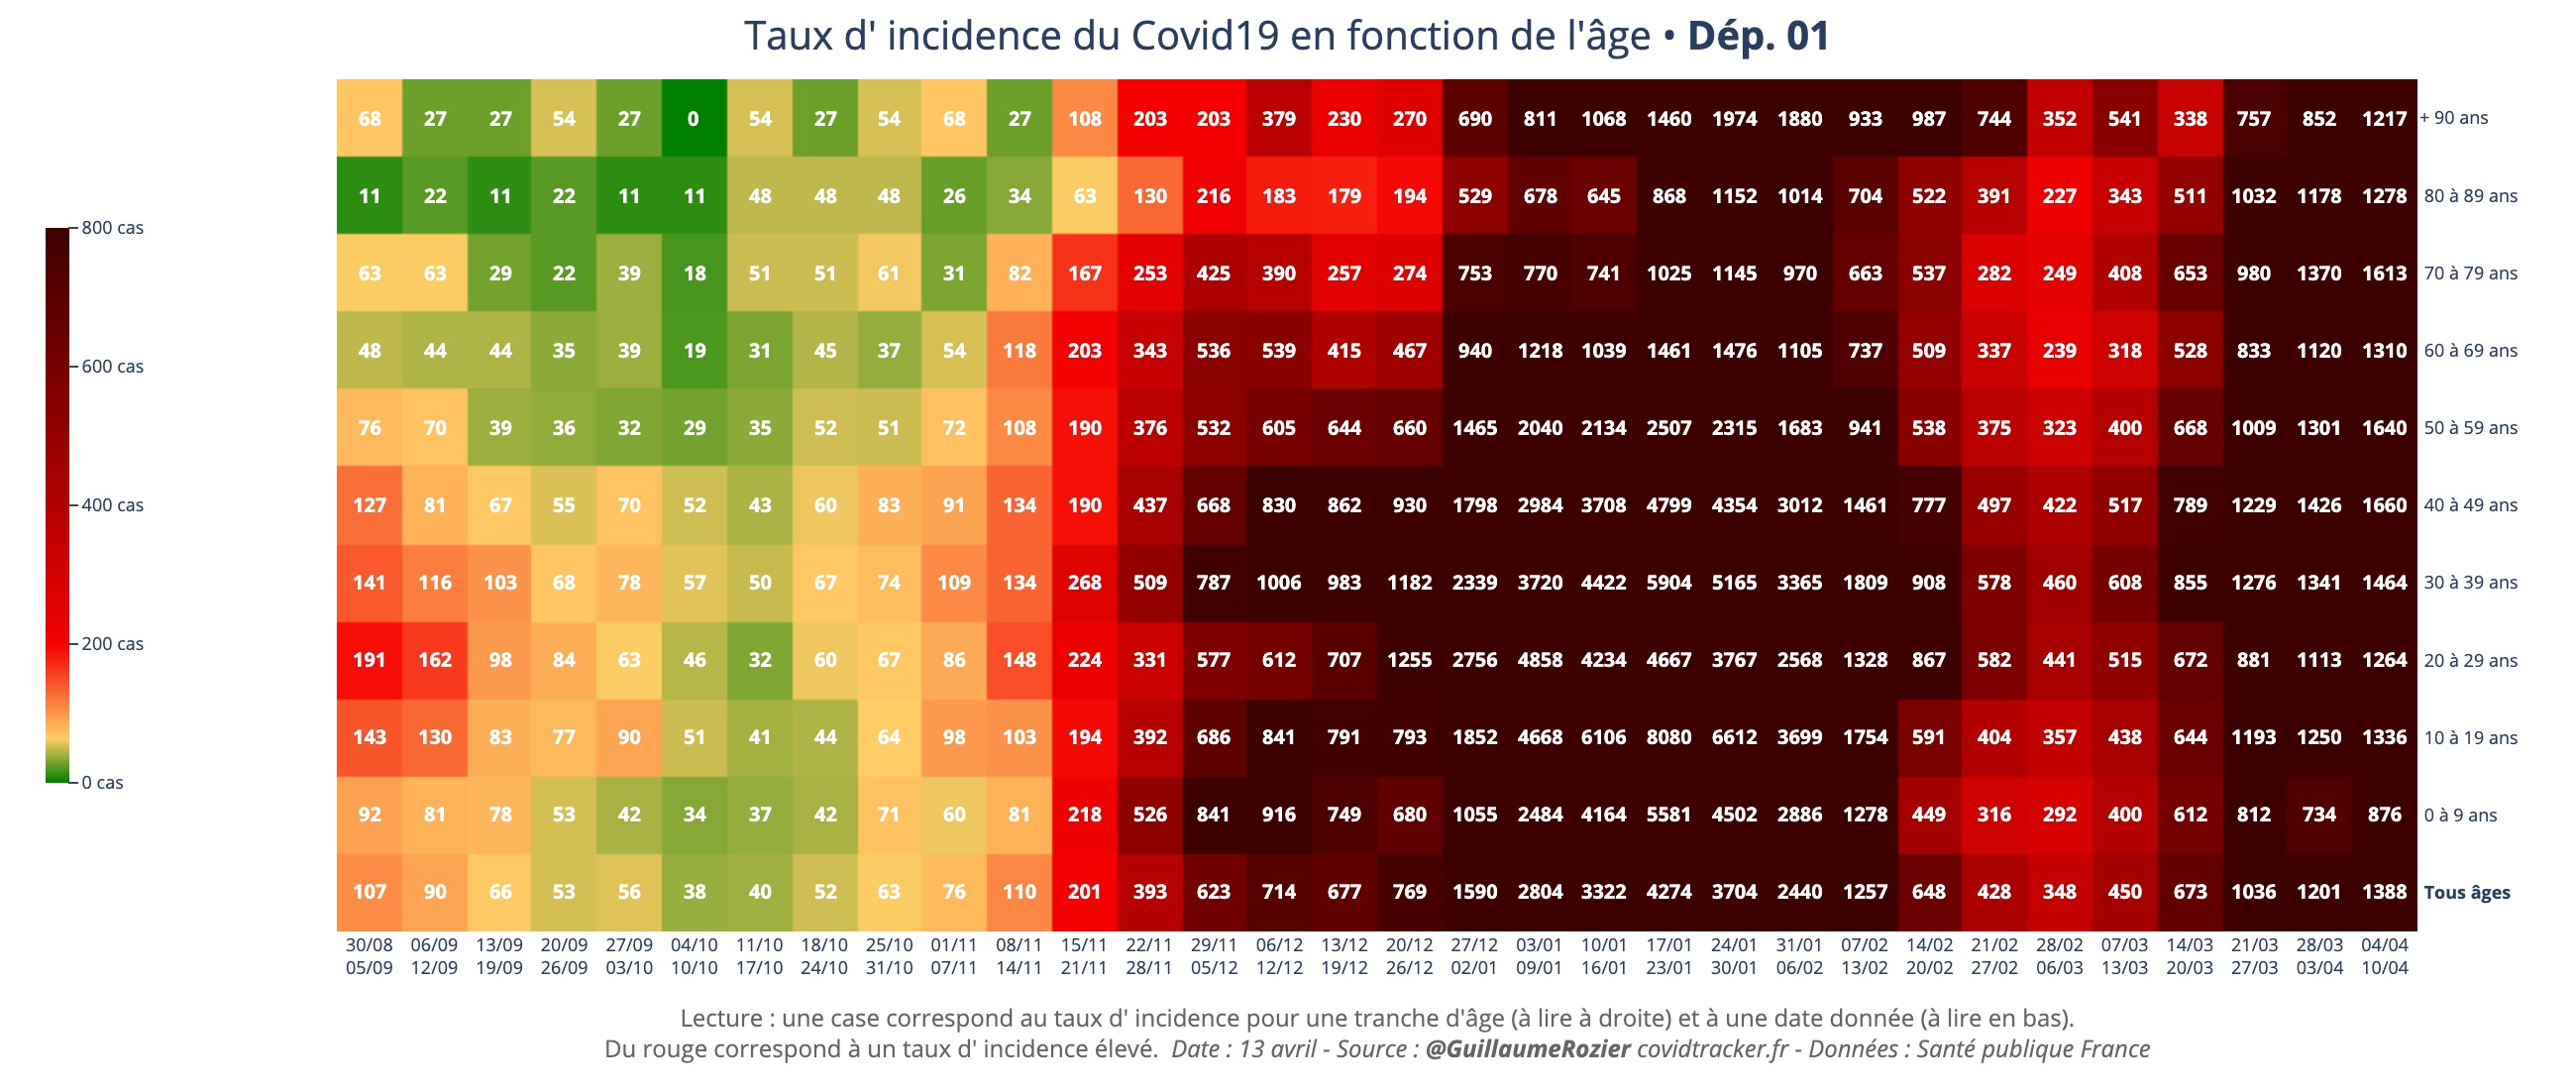 Taux d' incidence du Covid19 en fonction de l'âge • Dép. 01
800 cas
600 cas
400 cas
200 cas
0 cas
68 27 27 54 27 0 54 27 54 68 27 108 203 203 379 230 270 690 811 1068 1460 1974 1880 933 987 744 352 541 338 757 852 1217 + 90 ans
11 22 11 22 11 11 48 48 48 26 34 63 130 216 183 179 194 529 678 645 868 1152 1014 704 522 391 227 343 511 1032 1178 1278 80 à 89 ans
63 63 29 22 39 18 51 51 61 31 82 167 253 425 390 257 274 753 770 741 1025 1145 970 663 537 282 249 408 653 980 1370 1613 70 à 79 ans
48 44 44 35 39 19 31 45 37 54 118 203 343 536 539 415 467 940 1218 1039 1461 1476 1105 737 509 337 239 318 528 833 1120 1310 60 à 69 ans
76 70 39 36 32 29 35 52 51 72 108 190 376 532 605 644 660 1465 2040 2134 2507 2315 1683 941 538 375 323 400 668 1009 1301 1640 50 à 59 ans
127 81 67 55 70 52 43 60 83 91 134 190 437 668 830 862 930 1798 2984 3708 4799 4354 3012 1461 777 497 422 517 789 1229 1426 1660 40 à 49 ans
141 116 103 68 78 57 50 67 74 109 134 268 509 787 1006 983 1182 2339 3720 4422 5904 5165 3365 1809 908 578 460 608 855 1276 1341 1464 30 à 39 ans
191 162 98 84 63 46 32 60 67 86 148 224 331 577 612 707 1255 2756 4858 4234 4667 3767 2568 1328 867 582 441 515 672 881 1113 1264 20 à 29 ans
143 130 83 77 90 51 41 44 64 98 103 194 392 686 841 791 793 1852 4668 6106 8080 6612 3699 1754 591 404 357 438 644 1193 1250 1336 10 à 19 ans
92 81 78 53 42 34 37 42 71 60 81 218 526 841 916 749 680 1055 2484 4164 5581 4502 2886 1278 449 316 292 400 612 812 734 876 0 à 9 ans
107 90 66 53 56 38 40 52 63 76 110 201 393 623 714 677 769 1590 2804 3322 4274 3704 2440 1257 648 428 348 450 673 1036 1201 1388 Tous âges
30/08 06/09 13/09 20/09 27/09 04/10 11/10 18/10 25/10 01/11 08/11 15/11 22/11 29/11 06/12 13/12 20/12 27/12 03/01 10/01 17/01 24/01 31/01 07/02 14/02 21/02 28/02 07/03 14/03 21/03 28/03 04/04
05/09 12/09 19/09 26/09 03/10 10/10 17/10 24/10 31/10 07/11 14/11 21/11 28/11 05/12 12/12 19/12 26/12 02/01 09/01 16/01 23/01 30/01 06/02 13/02 20/02 27/02 06/03 13/03 20/03 27/03 03/04 10/04
Lecture : une case correspond au taux d' incidence pour une tranche d'âge (à lire à droite) et à une date donnée (à lire en bas).
Du rouge correspond à un taux d' incidence élevé. Date : 13 avril - Source : @GuillaumeRozier covidtracker.fr - Données : Santé publique France